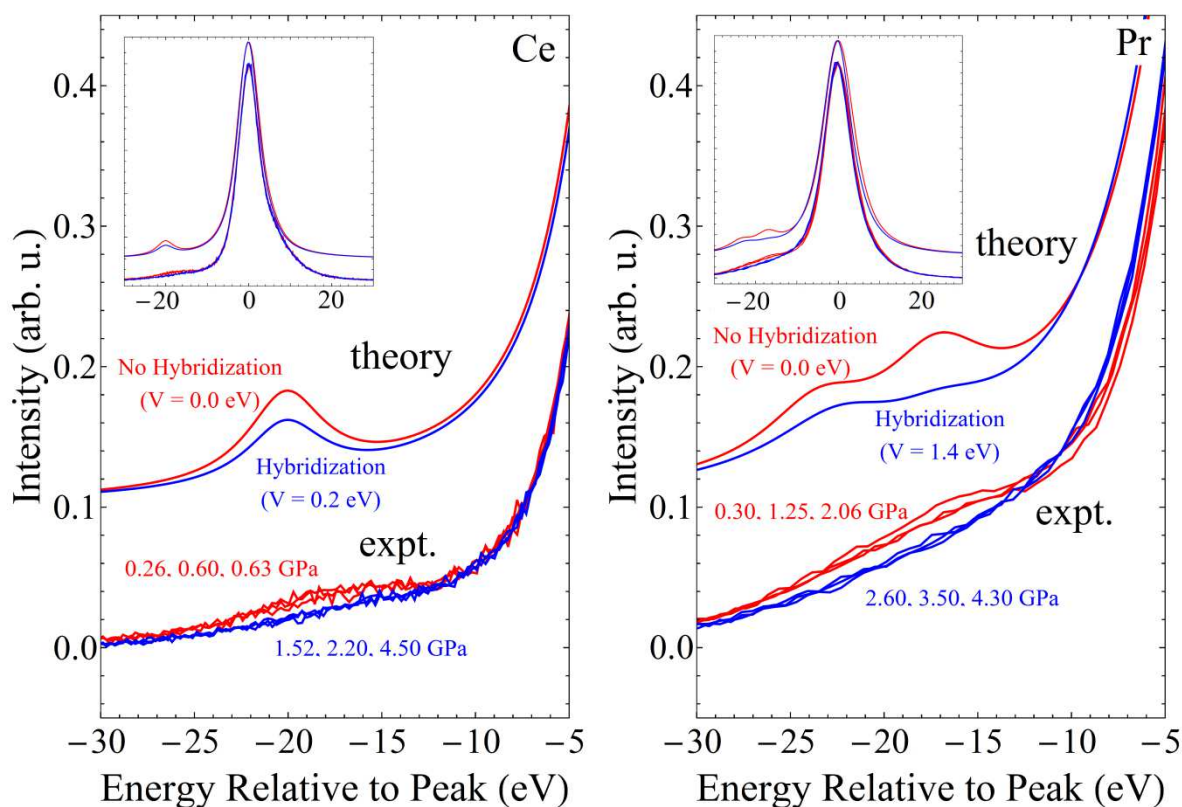 Ce
0.4
0.3
0.2
0.1
0.0
Intensity (arb. u.)
−20
0
20
theory
No Hybridization
(V = 0.0 eV)
Hybridization
(V = 0.2 eV)
expt.
0.26, 0.60, 0.63 GPa
1.52, 2.20, 4.50 GPa
−30
−25
−20
−15
−10
−5
Energy Relative to Peak (eV)
Pr
0.4
0.3
0.2
0.1
0.0
Intensity (arb. u.)
−20
0
20
theory
No Hybridization
(V = 0.0 eV)
Hybridization
(V = 1.4 eV)
0.30, 1.25, 2.06 GPa
expt.
2.60, 3.50, 4.30 GPa
−30
−25
−20
−15
−10
−5
Energy Relative to Peak (eV)